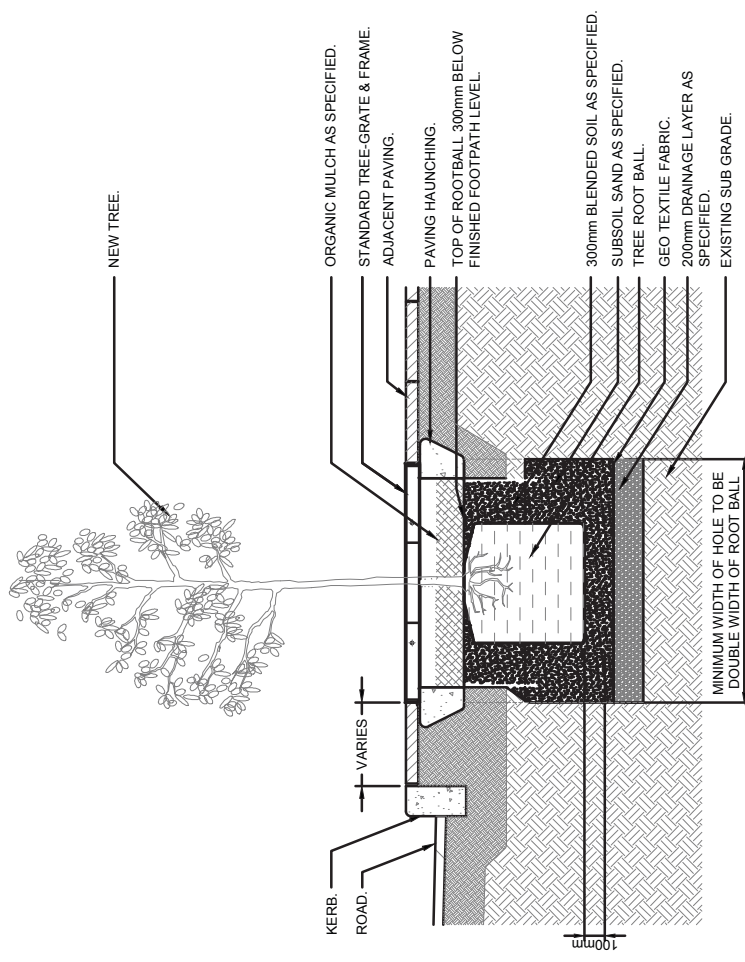 NEW TREE.
ORGANIC MULCH AS SPECIFIED.
STANDARD TREE-GRATE & FRAME.
ADJACENT PAVING.
PAVING HAUNCHING.
TOP OF ROOTBALL 300mm BELOW
FINISHED FOOTPATH LEVEL.
300mm BLENDED SOIL AS SPECIFIED.
SUBSOIL SAND AS SPECIFIED.
TREE ROOT BALL.
GEO TEXTILE FABRIC.
200mm DRAINAGE LAYER AS
SPECIFIED.
EXISTING SUB GRADE.
KERB.
ROAD.
VARIES
MINIMUM WIDTH OF HOLE TO BE
DOUBLE WIDTH OF ROOT BALL
100mm